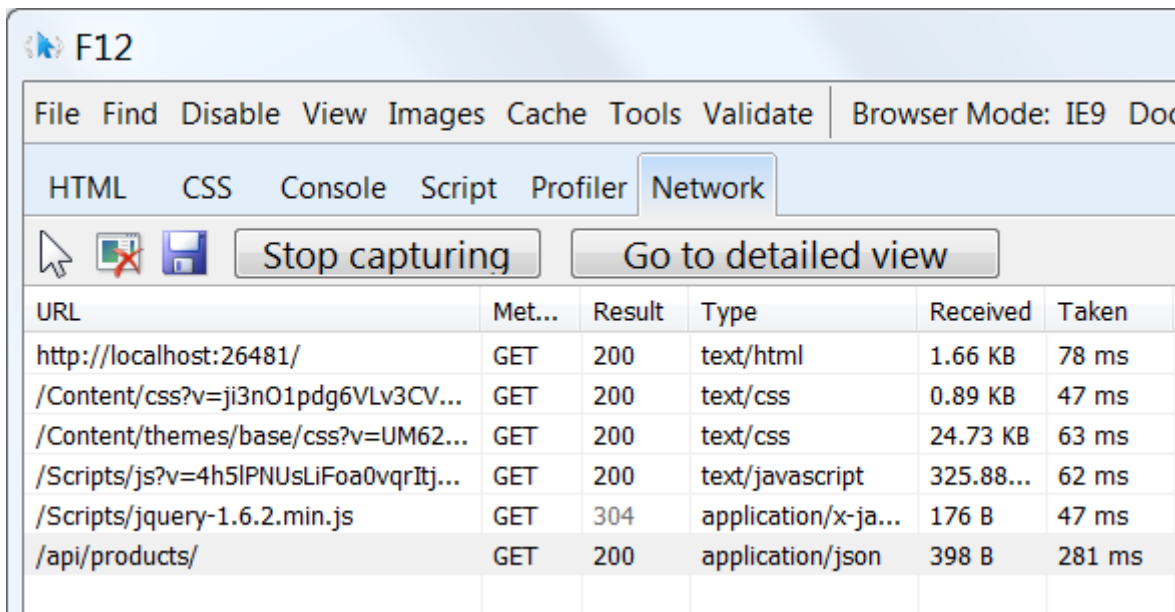 F12
File Find Disable View Images Cache Tools Validate Browser Mode: IE9 Doc
HTML CSS Console Script Profiler Network
Stop capturing Go to detailed view
URL Met... Result Type Received Taken
http://localhost:26481/ GET 200 text/html 1.66 KB 78 ms
/Content/css?v=ji3nO1pdg6VLv3CV... GET 200 text/css 0.89 KB 47 ms
/Content/themes/base/css?v=UM62... GET 200 text/css 24.73 KB 63 ms
/Scripts/js?v=4h5lPNUsLiFoa0vqrItj... GET 200 text/javascript 325.88... 62 ms
/Scripts/jquery-1.6.2.min.js GET 304 application/x-ja... 176 B 47 ms
/api/products/ GET 200 application/json 398 B 281 ms